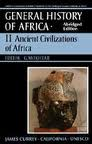 GENERAL HISTORY OF AFRICA
Abridged Edition
II Ancient Civilizations
of Africa
EDITOR G. MOKHTAR
JAMES CURREY · CALIFORNIA · UNESCO